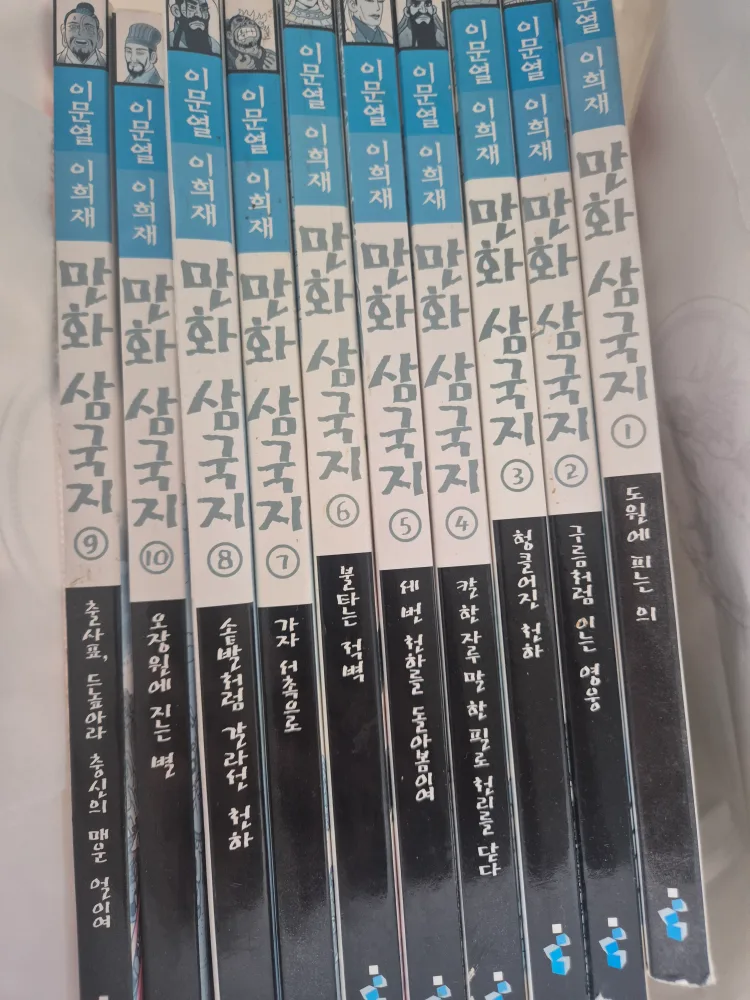 이문열 이희재 만화 삼국지 9 출사표, 드높아라 충신의 매운 얼이여
이문열 이희재 만화 삼국지 10 오장원에 지는 별
이문열 이희재 만화 삼국지 8 솥발처럼 갈라선 천하
이문열 이희재 만화 삼국지 7 가자 서촉으로
이문열 이희재 만화 삼국지 6 불타는 적벽
이문열 이희재 만화 삼국지 5 세 번 천하를 돌아봄이여
이문열 이희재 만화 삼국지 4 칼 한 자루 말 한 필로 천리를 닫다
이문열 이희재 만화 삼국지 3 헝클어진 천하
이문열 이희재 만화 삼국지 2 구름처럼 이는 영웅
이문열 이희재 만화 삼국지 1 도원에 피는 의